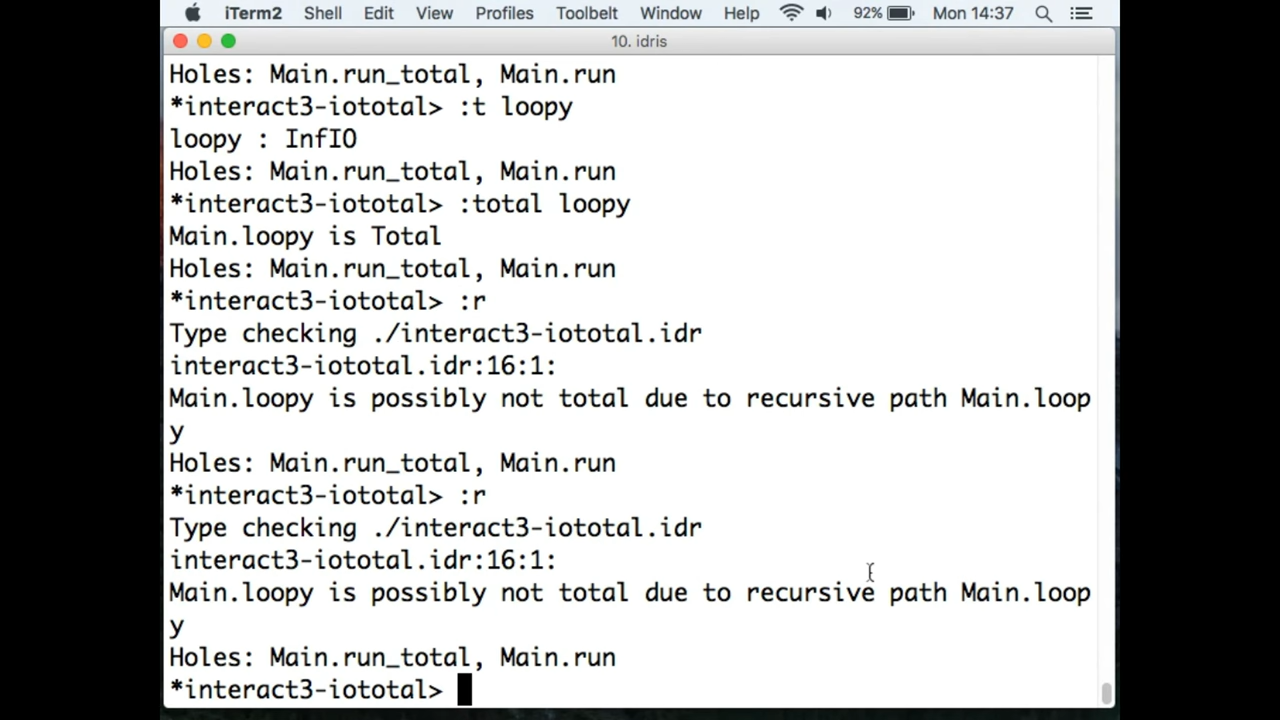 iTerm2 Shell Edit View Profiles Toolbelt Window Help 92% Mon 14:37
10. idris
Holes: Main.run_total, Main.run
*interact3-iototal> :t loopy
loopy : InfIO
Holes: Main.run_total, Main.run
*interact3-iototal> :total loopy
Main.loopy is Total
Holes: Main.run_total, Main.run
*interact3-iototal> :r
Type checking ./interact3-iototal.idr
interact3-iototal.idr:16:1:
Main.loopy is possibly not total due to recursive path Main.loop
y
Holes: Main.run_total, Main.run
*interact3-iototal> :r
Type checking ./interact3-iototal.idr
interact3-iototal.idr:16:1:
Main.loopy is possibly not total due to recursive path Main.loop
y
Holes: Main.run_total, Main.run
*interact3-iototal>